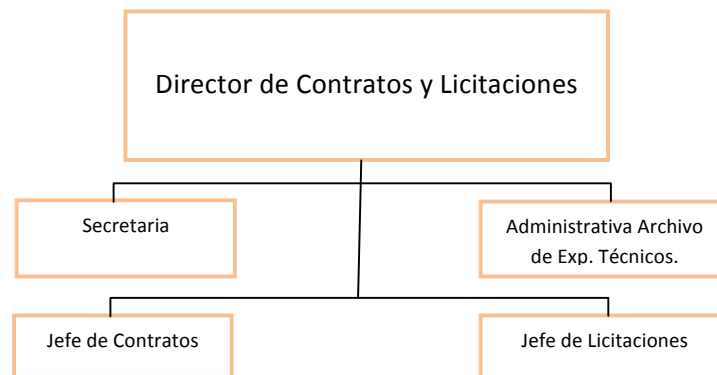 Director de Contratos y Licitaciones
Secretaria
Administrativa Archivo
de Exp. Técnicos.
Jefe de Contratos
Jefe de Licitaciones